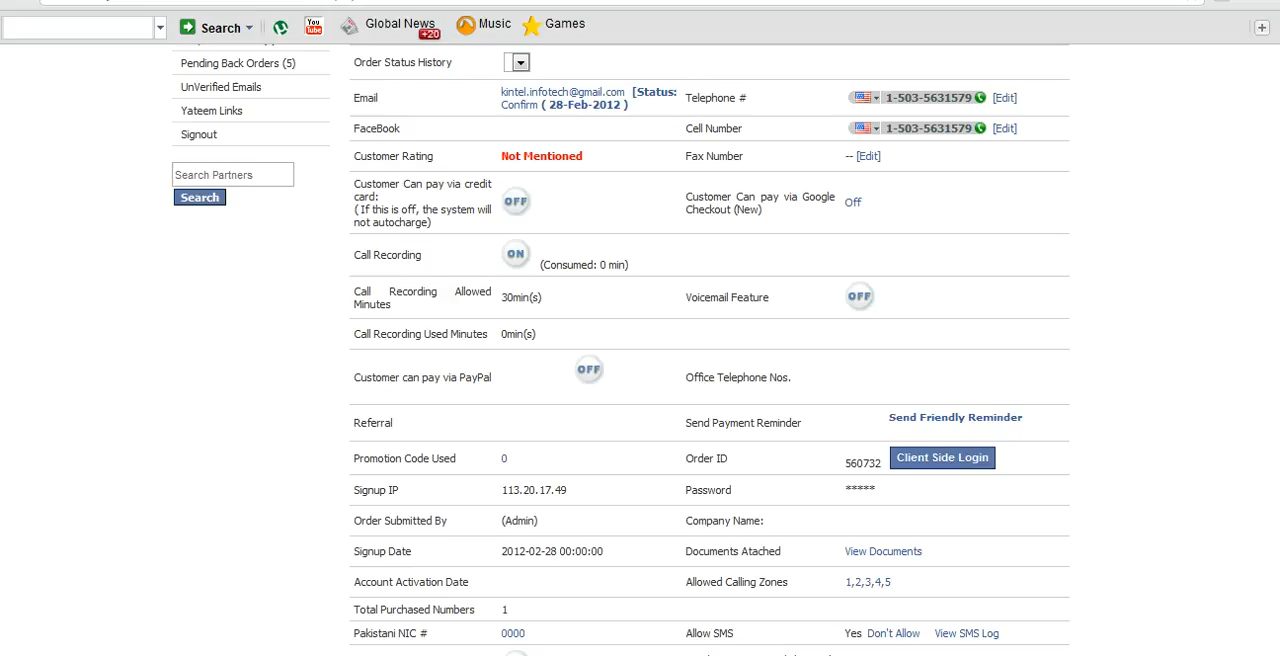 Search
You Tube
Global News
+20
Music
Games
Pending Back Orders (5)
UnVerified Emails
Yateem Links
Signout
Search Partners
Search
Order Status History
Email kintel.infotech@gmail.com [Status: Telephone # 1-503-5631579 [Edit]
Confirm ( 28-Feb-2012 )
FaceBook Cell Number 1-503-5631579 [Edit]
Customer Rating Not Mentioned Fax Number -- [Edit]
Customer Can pay via credit
card:
( If this is off, the system will
not autocharge)
OFF
Customer Can pay via Google
Checkout (New)
Off
Call Recording ON (Consumed: 0 min)
Call Recording Allowed
Minutes
30min(s) Voicemail Feature OFF
Call Recording Used Minutes 0min(s)
Customer can pay via PayPal OFF Office Telephone Nos.
Referral Send Payment Reminder Send Friendly Reminder
Promotion Code Used 0 Order ID 560732 Client Side Login
Signup IP 113.20.17.49 Password *****
Order Submitted By (Admin) Company Name:
Signup Date 2012-02-28 00:00:00 Documents Atached View Documents
Account Activation Date Allowed Calling Zones 1,2,3,4,5
Total Purchased Numbers 1
Pakistani NIC # 0000 Allow SMS Yes Don't Allow View SMS Log